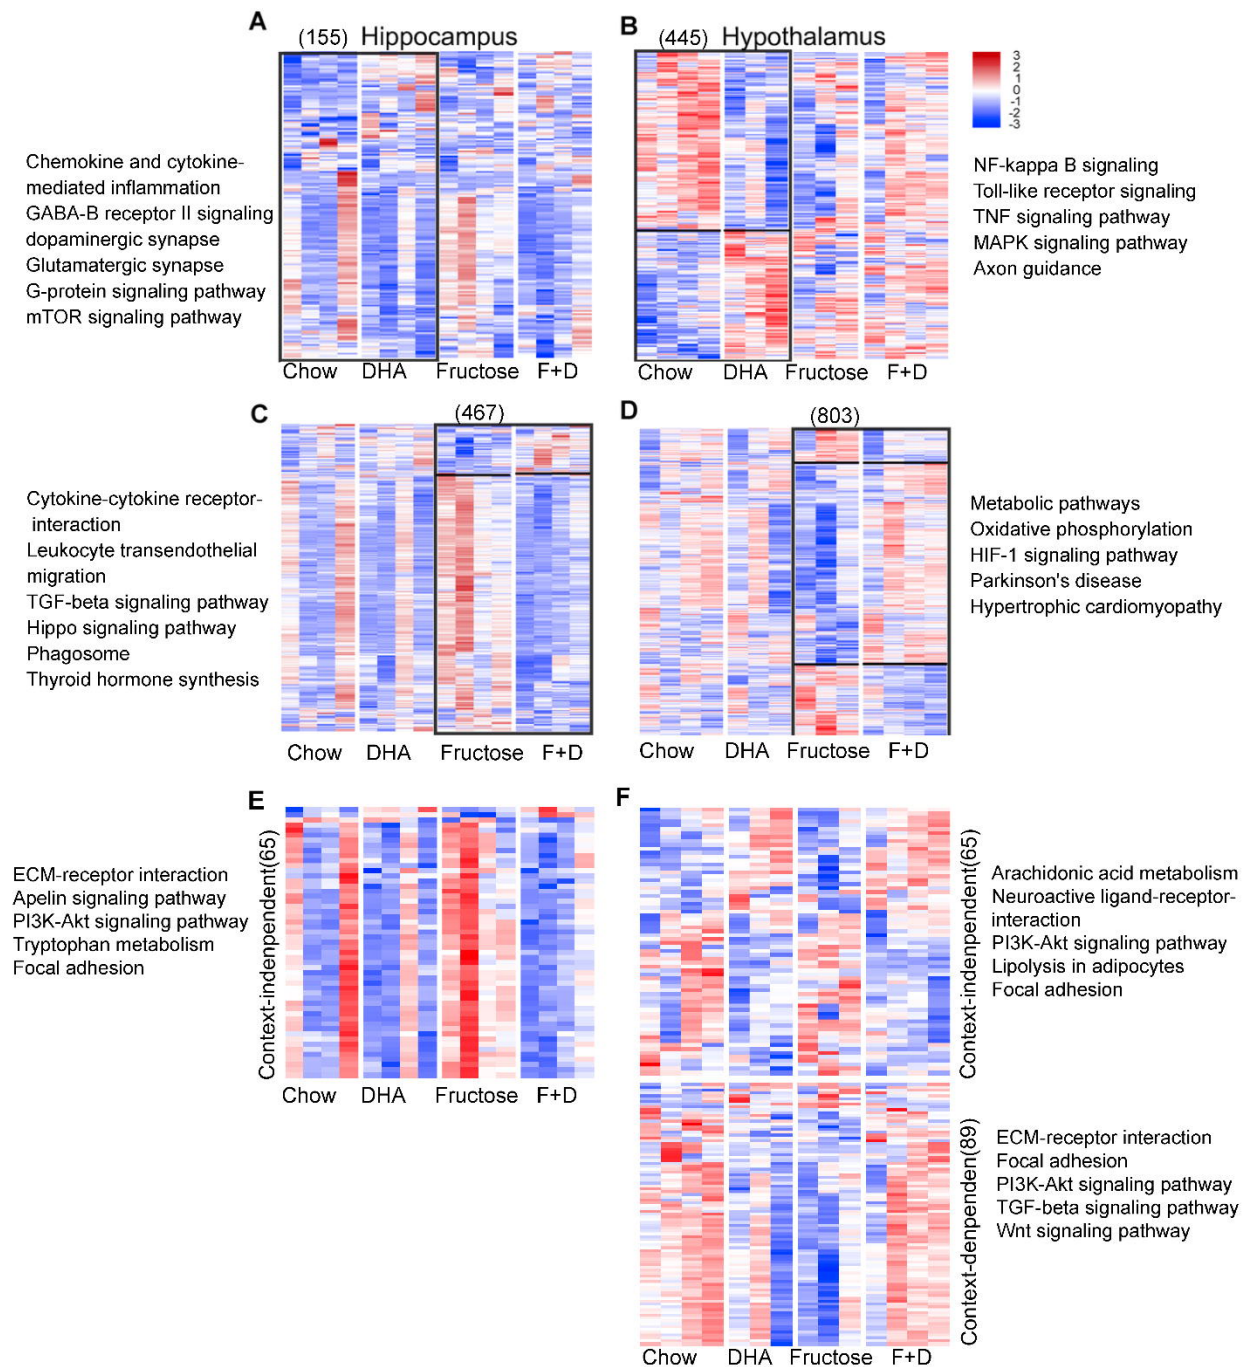 A
(155) Hippocampus
B
(445) Hypothalamus
3
2
1
0
-1
-2
-3
Chemokine and cytokine-
mediated inflammation
GABA-B receptor II signaling
dopaminergic synapse
Glutamatergic synapse
G-protein signaling pathway
mTOR signaling pathway
NF-kappa B signaling
Toll-like receptor signaling
TNF signaling pathway
MAPK signaling pathway
Axon guidance
Chow DHA Fructose F+D
Chow DHA Fructose F+D
C
(467)
D
(803)
Cytokine-cytokine receptor-
interaction
Leukocyte transendothelial
migration
TGF-beta signaling pathway
Hippo signaling pathway
Phagosome
Thyroid hormone synthesis
Metabolic pathways
Oxidative phosphorylation
HIF-1 signaling pathway
Parkinson's disease
Hypertrophic cardiomyopathy
Chow DHA Fructose F+D
Chow DHA Fructose F+D
E
F
ECM-receptor interaction
Apelin signaling pathway
PI3K-Akt signaling pathway
Tryptophan metabolism
Focal adhesion
Context-independent(65)
Chow DHA Fructose F+D
Context-independent(65)
Arachidonic acid metabolism
Neuroactive ligand-receptor-
interaction
PI3K-Akt signaling pathway
Lipolysis in adipocytes
Focal adhesion
Context-denpenden(89)
ECM-receptor interaction
Focal adhesion
PI3K-Akt signaling pathway
TGF-beta signaling pathway
Wnt signaling pathway
Chow DHA Fructose F+D